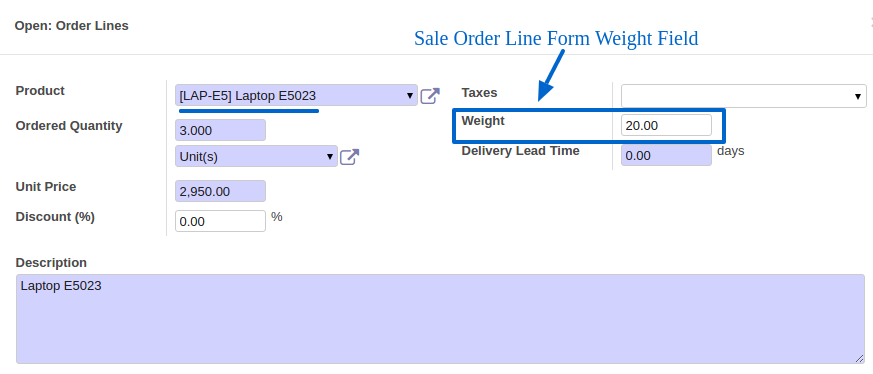 Open: Order Lines
Sale Order Line Form Weight Field
Product
[LAP-E5] Laptop E5023
Taxes
Ordered Quantity
3.000
Weight
20.00
Unit(s)
Delivery Lead Time
0.00
days
Unit Price
2,950.00
Discount (%)
0.00
%
Description
Laptop E5023